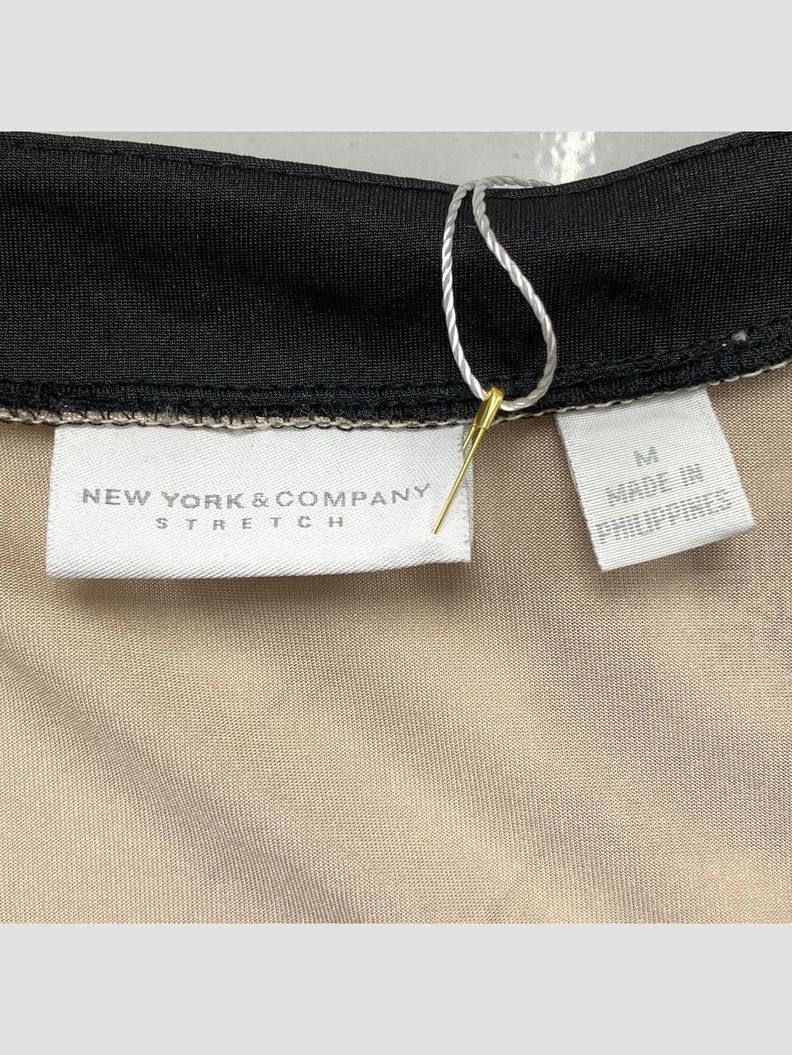 NEW YORK & COMPANY
STRETCH
M
MADE IN
PHILIPPINES